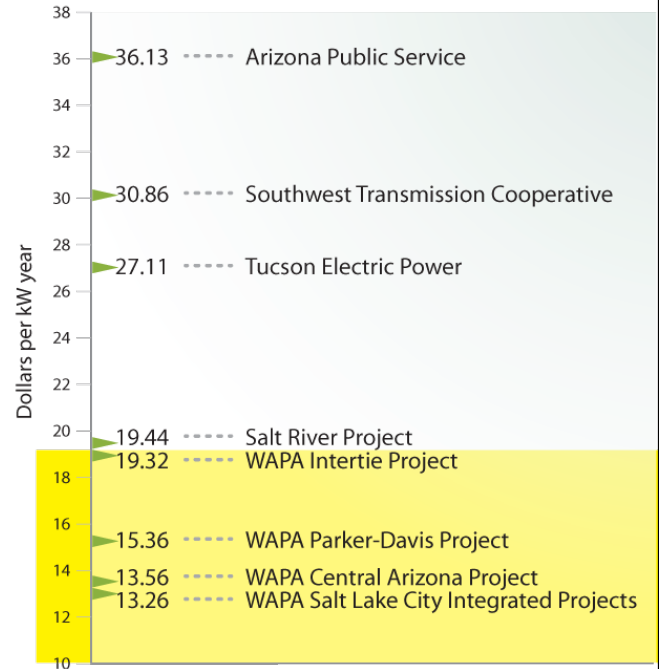 38
36
36.13 Arizona Public Service
34
32
30
30.86 Southwest Transmission Cooperative
28
27.11 Tucson Electric Power
26
24
22
20
19.44 Salt River Project
19.32 WAPA Intertie Project
18
16
15.36 WAPA Parker-Davis Project
14
13.56 WAPA Central Arizona Project
13.26 WAPA Salt Lake City Integrated Projects
12
10
Dollars per kW year